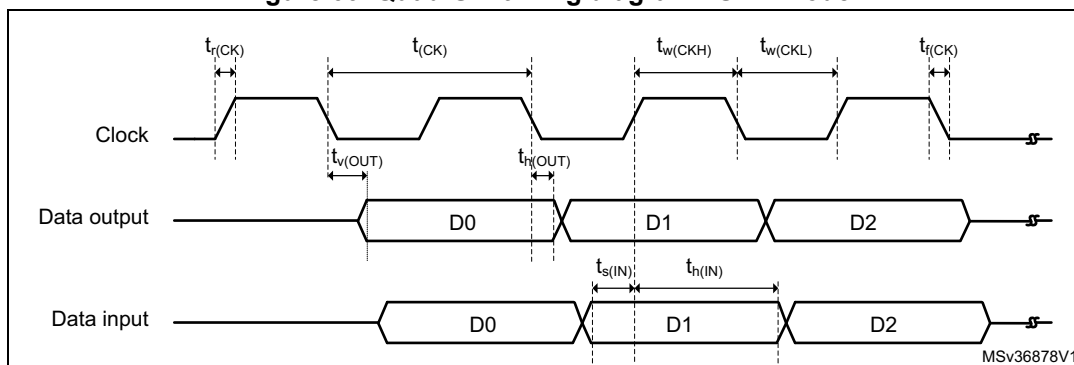 t_r(CK) t_(CK) t_w(CKH) t_w(CKL) t_f(CK)
Clock
t_v(OUT) t_h(OUT)
Data output D0 D1 D2
t_s(IN) t_h(IN)
Data input D0 D1 D2
MSv36878V1